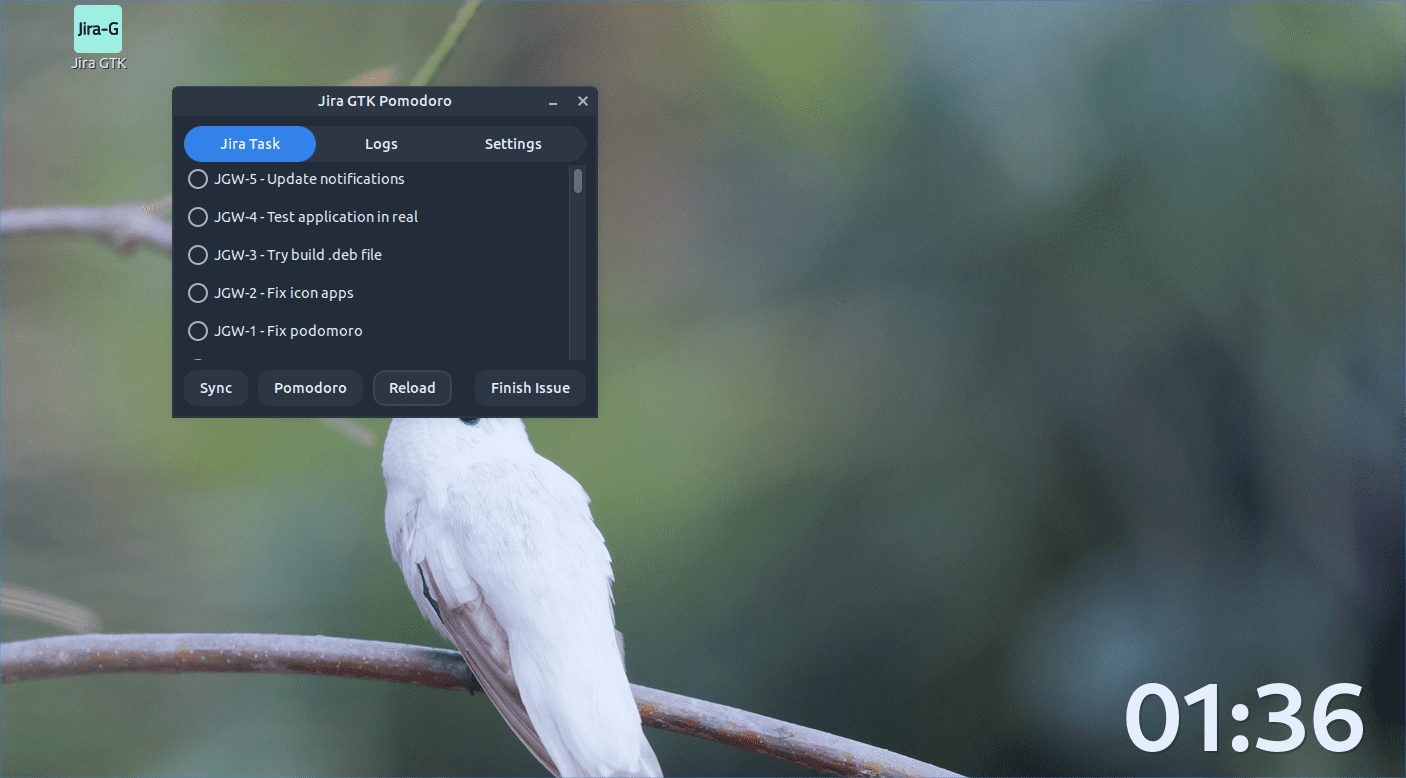 Jira-G
Jira GTK
Jira GTK Pomodoro
Jira Task Logs Settings
JGW-5 - Update notifications
JGW-4 - Test application in real
JGW-3 - Try build .deb file
JGW-2 - Fix icon apps
JGW-1 - Fix podomoro
Sync Pomodoro Reload Finish Issue
01:36